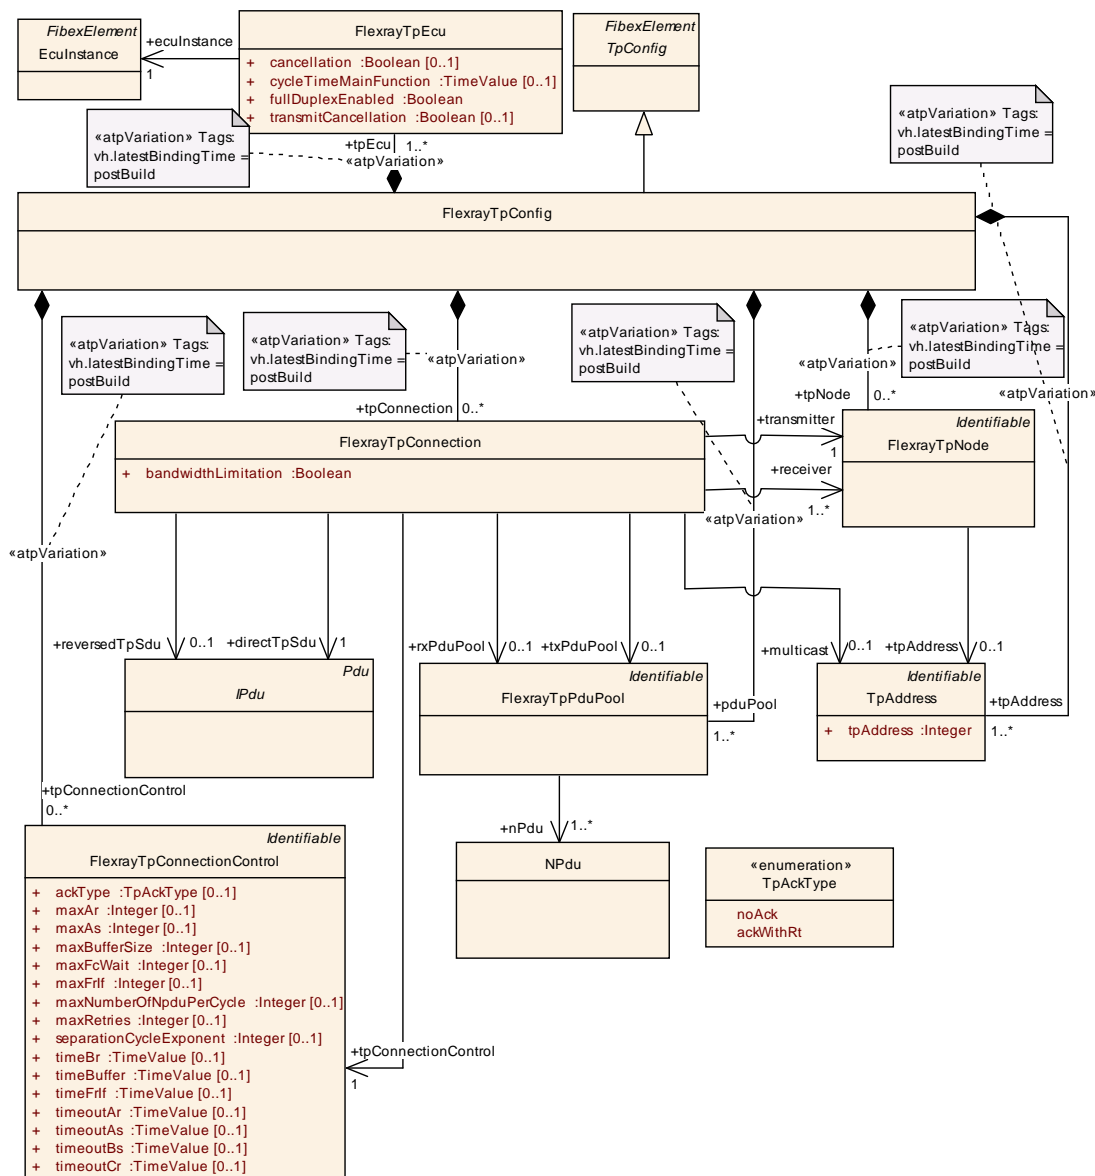 FibexElement
EcuInstance
+ecuInstance
1
FlexrayTpEcu
+ cancellation :Boolean [0..1]
+ cycleTimeMainFunction :TimeValue [0..1]
+ fullDuplexEnabled :Boolean
+ transmitCancellation :Boolean [0..1]
FibexElement
TpConfig
«atpVariation» Tags:
vh.latestBindingTime =
postBuild
+tpEcu 1..*
«atpVariation»
«atpVariation» Tags:
vh.latestBindingTime =
postBuild
FlexrayTpConfig
«atpVariation» Tags:
vh.latestBindingTime =
postBuild
«atpVariation» Tags:
vh.latestBindingTime =
postBuild
«atpVariation»
«atpVariation» Tags:
vh.latestBindingTime =
postBuild
«atpVariation»
«atpVariation» Tags:
vh.latestBindingTime =
postBuild
«atpVariation»
+tpConnection 0..*
+tpNode 0..*
FlexrayTpConnection
+ bandwidthLimitation :Boolean
+transmitter
1
+receiver
1..*
Identifiable
FlexrayTpNode
«atpVariation»
«atpVariation»
+reversedTpSdu 0..1
+directTpSdu 1
+rxPduPool 0..1
+txPduPool 0..1
+multicast 0..1
+tpAddress 0..1
Pdu
IPdu
Identifiable
FlexrayTpPduPool
+pduPool
1..*
Identifiable
TpAddress
+ tpAddress :Integer
+tpAddress
1..*
+tpConnectionControl
0..*
+nPdu 1..*
NPdu
«enumeration»
TpAckType
noAck
ackWithRt
Identifiable
FlexrayTpConnectionControl
+ ackType :TpAckType [0..1]
+ maxAr :Integer [0..1]
+ maxAs :Integer [0..1]
+ maxBufferSize :Integer [0..1]
+ maxFcWait :Integer [0..1]
+ maxFrIf :Integer [0..1]
+ maxNumberOfNpduPerCycle :Integer [0..1]
+ maxRetries :Integer [0..1]
+ separationCycleExponent :Integer [0..1]
+ timeBr :TimeValue [0..1]
+ timeBuffer :TimeValue [0..1]
+ timeFrIf :TimeValue [0..1]
+ timeoutAr :TimeValue [0..1]
+ timeoutAs :TimeValue [0..1]
+ timeoutBs :TimeValue [0..1]
+ timeoutCr :TimeValue [0..1]
+tpConnectionControl
1